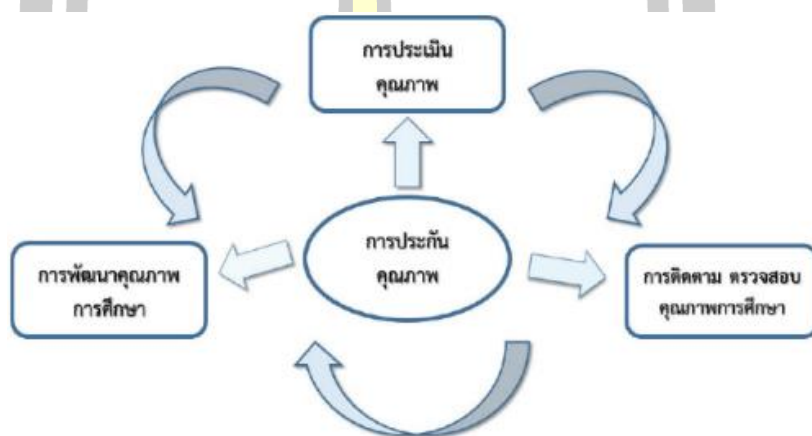 การประเมิน
คุณภาพ
การประกัน
คุณภาพ
การพัฒนาคุณภาพ
การศึกษา
การติดตาม ตรวจสอบ
คุณภาพการศึกษา